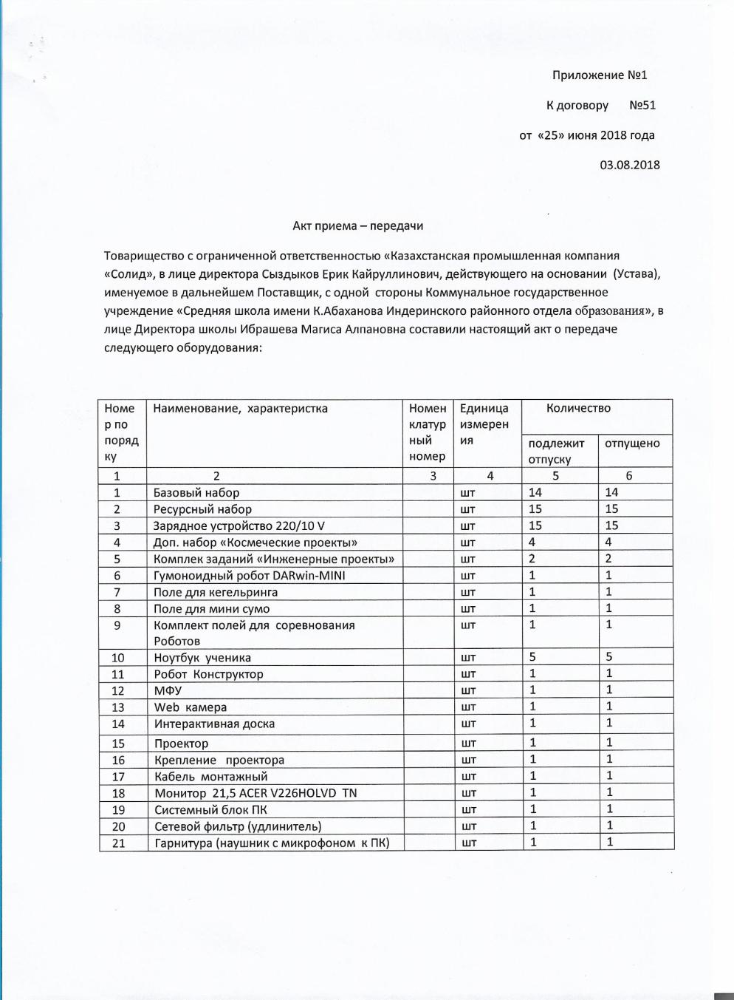 Приложение №1
К договору №51
от «25» июня 2018 года
03.08.2018
Акт приема – передачи
Товарищество с ограниченной ответственностью «Казахстанская промышленная компания
«Солид», в лице директора Сыздыков Ерик Кайруллинович, действующего на основании (Устава),
именуемое в дальнейшем Поставщик, с одной стороны Коммунальное государственное
учреждение «Средняя школа имени К.Абаханова Индеринского районного отдела образования», в
лице Директора школы Ибрашева Магиса Алпановна составили настоящий акт о передаче
следующего оборудования:
Номе Наименование, характеристика Номен Единица Количество
р по клатур измерен
поряд ный ия подлежит отпущено
ку номер отпуску
1 2 3 4 5 6
1 Базовый набор шт 14 14
2 Ресурсный набор шт 15 15
3 Зарядное устройство 220/10 V шт 15 15
4 Доп. набор «Космеческие проекты» шт 4 4
5 Комплек заданий «Инженерные проекты» шт 2 2
6 Гумоноидный робот DARwin-MINI шт 1 1
7 Поле для кегельринга шт 1 1
8 Поле для мини сумо шт 1 1
9 Комплект полей для соревнования шт 1 1
Роботов
10 Ноутбук ученика шт 5 5
11 Робот Конструктор шт 1 1
12 МФУ шт 1 1
13 Web камера шт 1 1
14 Интерактивная доска шт 1 1
15 Проектор шт 1 1
16 Крепление проектора шт 1 1
17 Кабель монтажный шт 1 1
18 Монитор 21,5 ACER V226HOLVD TN шт 1 1
19 Системный блок ПК шт 1 1
20 Сетевой фильтр (удлинитель) шт 1 1
21 Гарнитура (наушник с микрофоном к ПК) шт 1 1